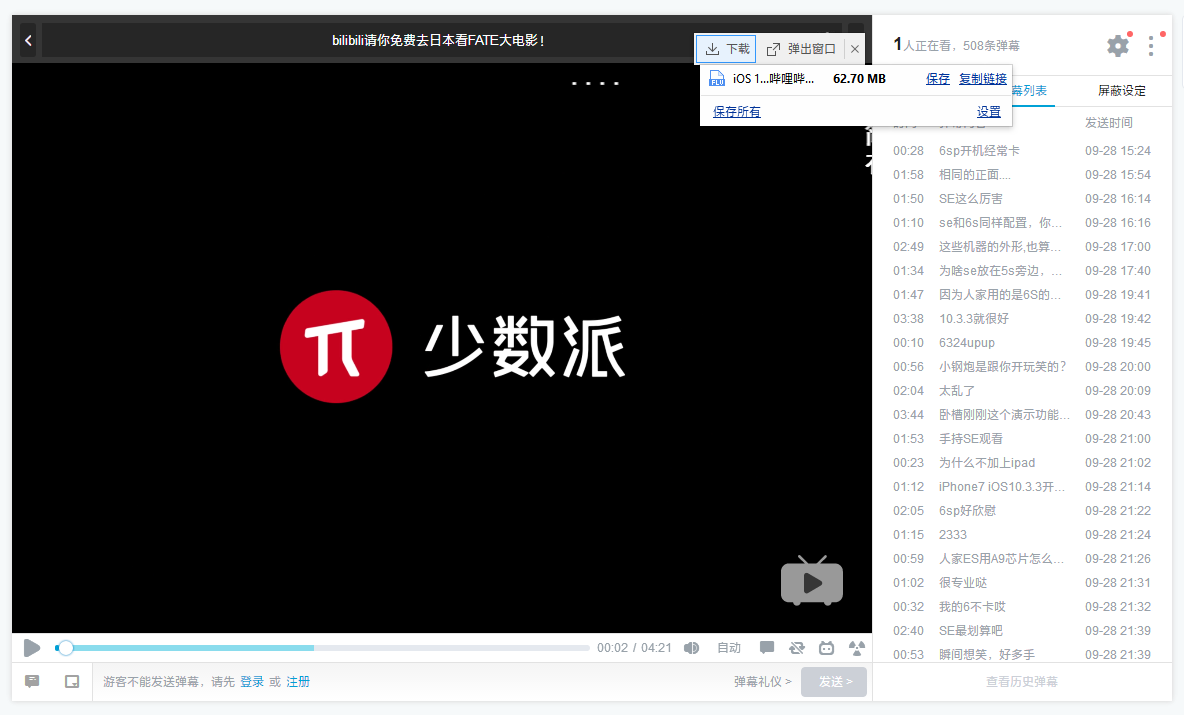 bilibili请你免费去日本看FATE大电影!
下载 弹出窗口
iOS 1...哔哩哔... 62.70 MB 保存 复制链接
保存所有 设置
π 少数派
00:02 / 04:21 自动
游客不能发送弹幕，请先 登录 或 注册 弹幕礼仪 > 发送 >
1人正在看，508条弹幕
幕列表 屏蔽设定
发送时间
00:28 6sp开机经常卡 09-28 15:24
01:58 相同的正面.... 09-28 15:54
01:50 SE这么厉害 09-28 16:14
01:10 se和6s同样配置，你... 09-28 16:16
02:49 这些机器的外形,也算... 09-28 17:00
01:34 为啥se放在5s旁边，... 09-28 17:40
01:47 因为人家用的是6S的... 09-28 19:41
03:38 10.3.3就很好 09-28 19:42
00:10 6324upup 09-28 19:45
00:56 小钢炮是跟你开玩笑的? 09-28 20:00
02:04 太乱了 09-28 20:09
03:44 卧槽刚刚这个演示功能... 09-28 20:43
01:53 手持SE观看 09-28 21:00
00:23 为什么不加上ipad 09-28 21:02
01:12 iPhone7 iOS10.3.3开... 09-28 21:14
02:05 6sp好欣慰 09-28 21:22
01:15 2333 09-28 21:24
00:59 人家ES用A9芯片怎么... 09-28 21:26
01:02 很专业哒 09-28 21:31
00:32 我的6不卡哎 09-28 21:32
02:40 SE最划算吧 09-28 21:39
00:53 瞬间想笑，好多手 09-28 21:39
查看历史弹幕